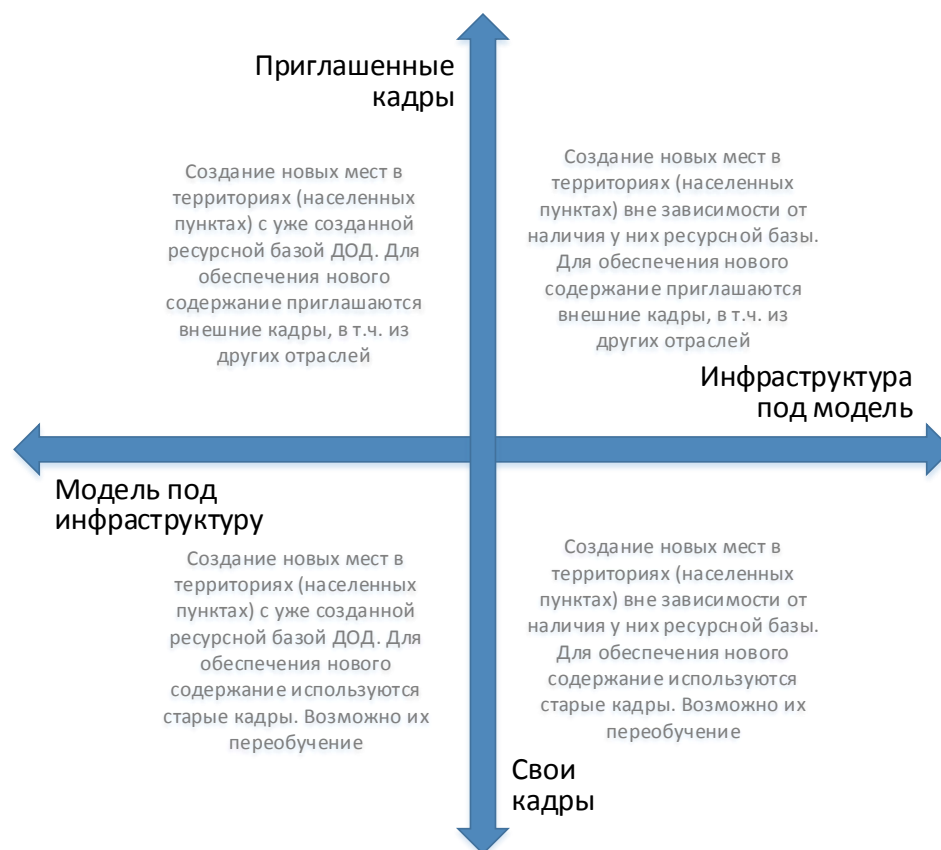 Приглашенные
кадры
Создание новых мест в
территориях (населенных
пунктах) с уже созданной
ресурсной базой ДОД. Для
обеспечения нового
содержание приглашаются
внешние кадры, в т.ч. из
других отраслей
Создание новых мест в
территориях (населенных
пунктах) вне зависимости от
наличия у них ресурсной базы.
Для обеспечения нового
содержание приглашаются
внешние кадры, в т.ч. из
других отраслей
Инфраструктура
под модель
Модель под
инфраструктуру
Создание новых мест в
территориях (населенных
пунктах) с уже созданной
ресурсной базой ДОД. Для
обеспечения нового
содержание используются
старые кадры. Возможно их
переобучение
Создание новых мест в
территориях (населенных
пунктах) вне зависимости от
наличия у них ресурсной базы.
Для обеспечения нового
содержание используются
старые кадры. Возможно их
переобучение
Свои
кадры